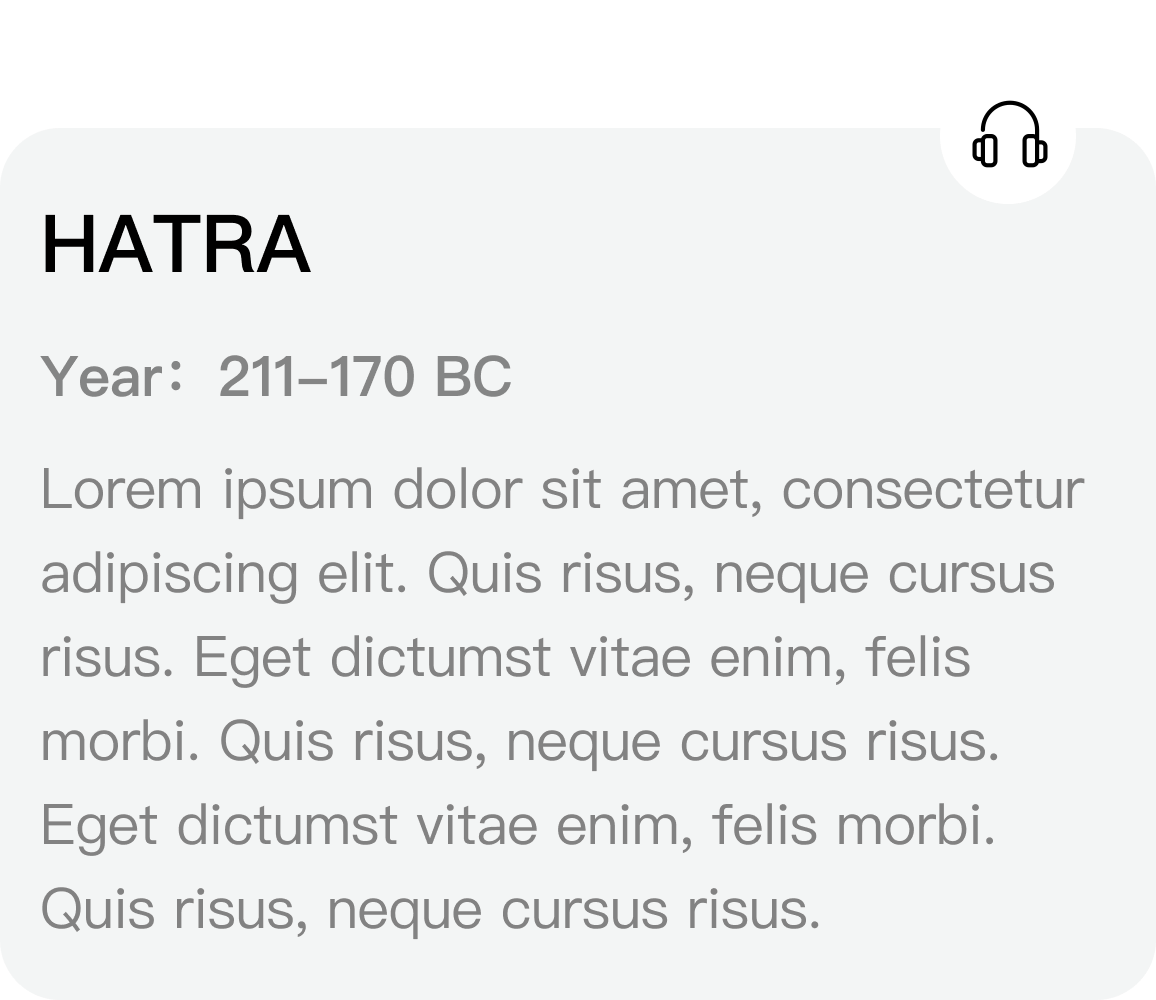 HATRA
Year：211–170 BC
Lorem ipsum dolor sit amet, consectetur
adipiscing elit. Quis risus, neque cursus
risus. Eget dictumst vitae enim, felis
morbi. Quis risus, neque cursus risus.
Eget dictumst vitae enim, felis morbi.
Quis risus, neque cursus risus.